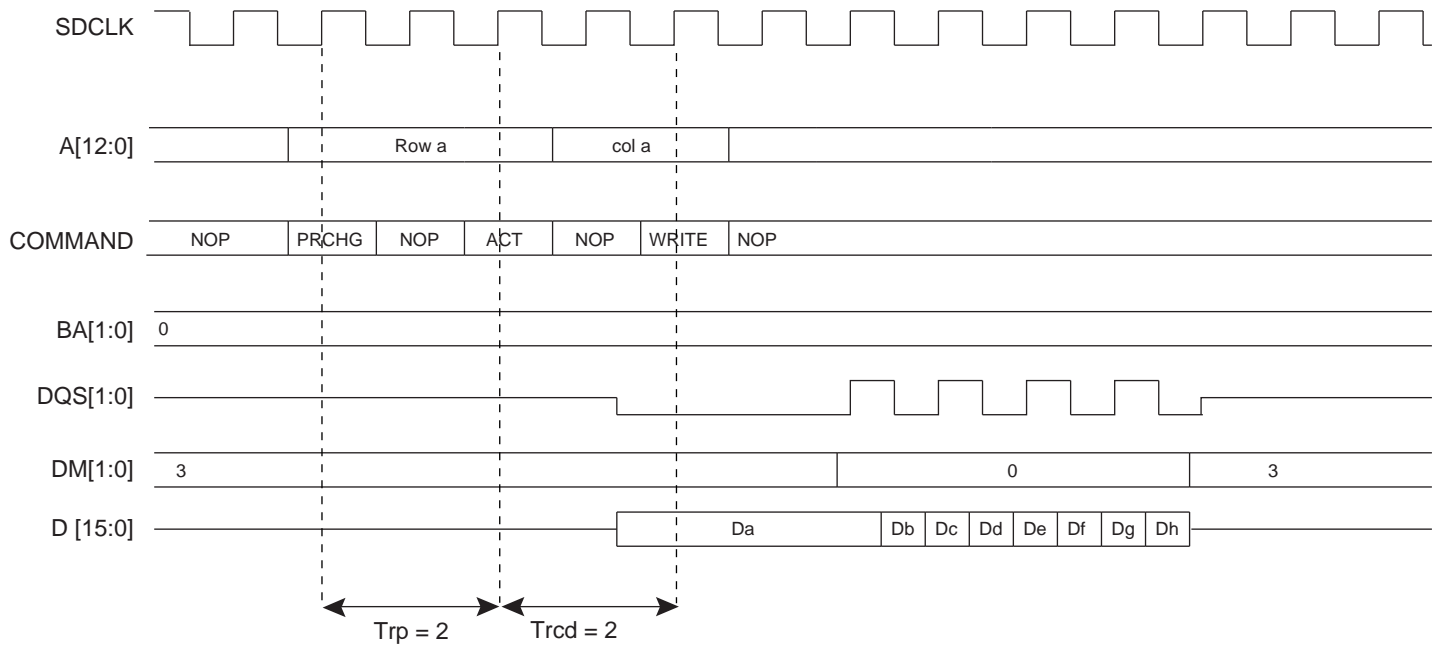 SDCLK
A[12:0] Row a col a
COMMAND NOP PRCHG NOP ACT NOP WRITE NOP
BA[1:0] 0
DQS[1:0]
DM[1:0] 3 0 3
D [15:0] Da Db Dc Dd De Df Dg Dh
Trp = 2 Trcd = 2